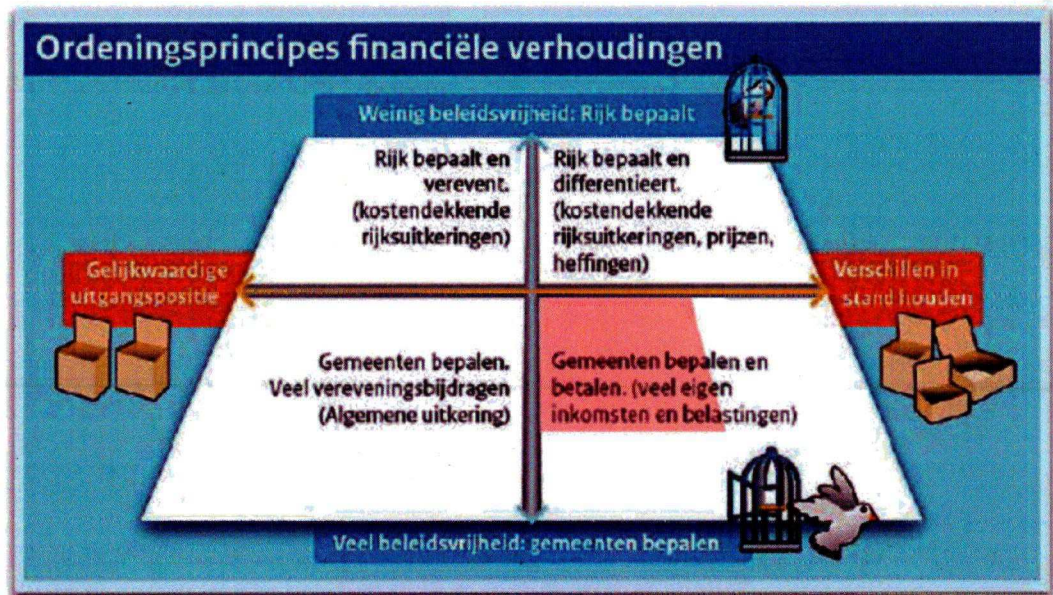 Ordeningsprincipes financiële verhoudingen
Weinig beleidsvrijheid: Rijk bepaalt
Rijk bepaalt en
verevent.
(kostendekkende
rijksuitkeringen)
Rijk bepaalt en
differentieert.
(kostendekkende
rijksuitkeringen, prijzen,
heffingen)
Gelijkwaardige
uitgangspositie
Verschillen in
stand houden
Gemeenten bepalen.
Veel vereveningsbijdragen
(Algemene uitkering)
Gemeenten bepalen en
betalen. (veel eigen
inkomsten en belastingen)
Veel beleidsvrijheid: gemeenten bepalen